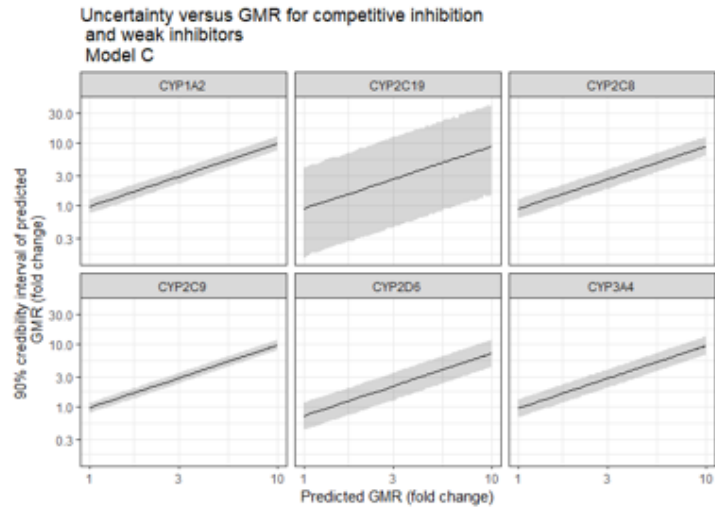 Uncertainty versus GMR for competitive inhibition
and weak inhibitors
Model C
CYP1A2
CYP2C19
CYP2C8
30.0
10.0
3.0
1.0
0.3
CYP2C9
CYP2D6
CYP3A4
30.0
10.0
3.0
1.0
0.3
90% credibility interval of predicted
GMR (fold change)
1
3
10
1
3
10
1
3
10
Predicted GMR (fold change)